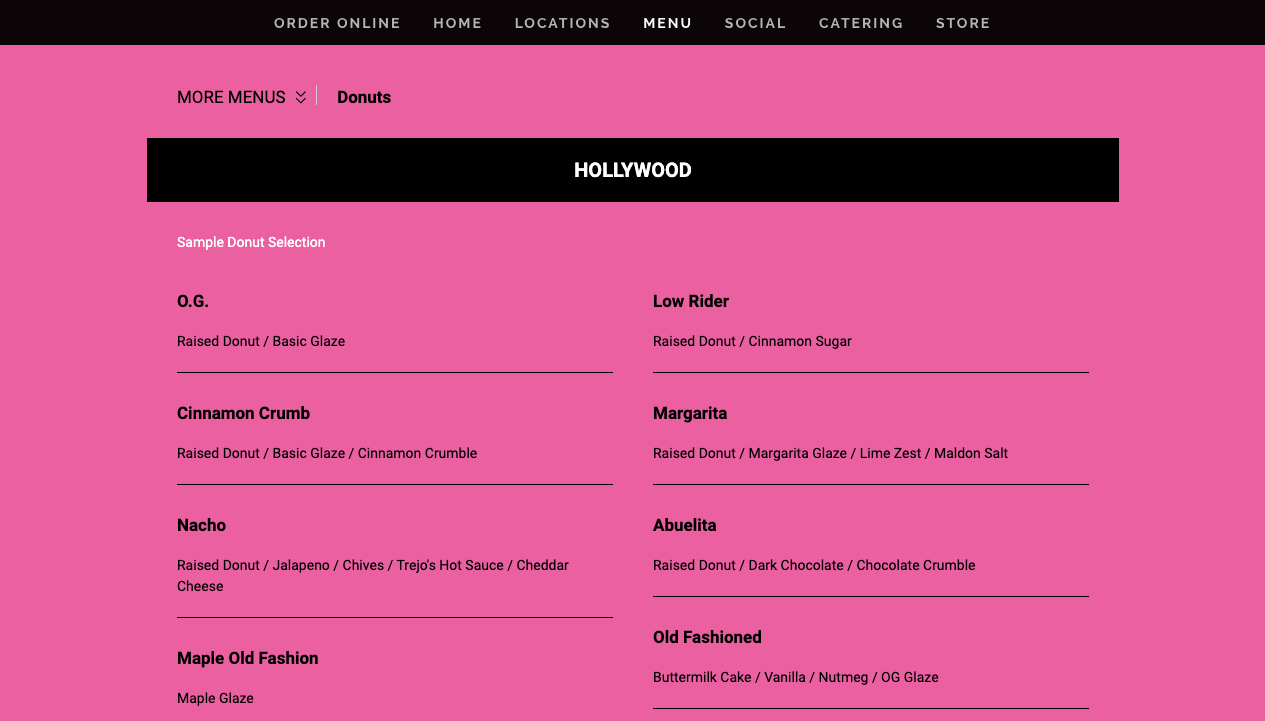 ORDER ONLINE HOME LOCATIONS MENU SOCIAL CATERING STORE
MORE MENUS Donuts
HOLLYWOOD
Sample Donut Selection
O.G.
Raised Donut / Basic Glaze
Low Rider
Raised Donut / Cinnamon Sugar
Cinnamon Crumb
Raised Donut / Basic Glaze / Cinnamon Crumble
Margarita
Raised Donut / Margarita Glaze / Lime Zest / Maldon Salt
Nacho
Raised Donut / Jalapeno / Chives / Trejo's Hot Sauce / Cheddar
Cheese
Abuelita
Raised Donut / Dark Chocolate / Chocolate Crumble
Maple Old Fashion
Maple Glaze
Old Fashioned
Buttermilk Cake / Vanilla / Nutmeg / OG Glaze